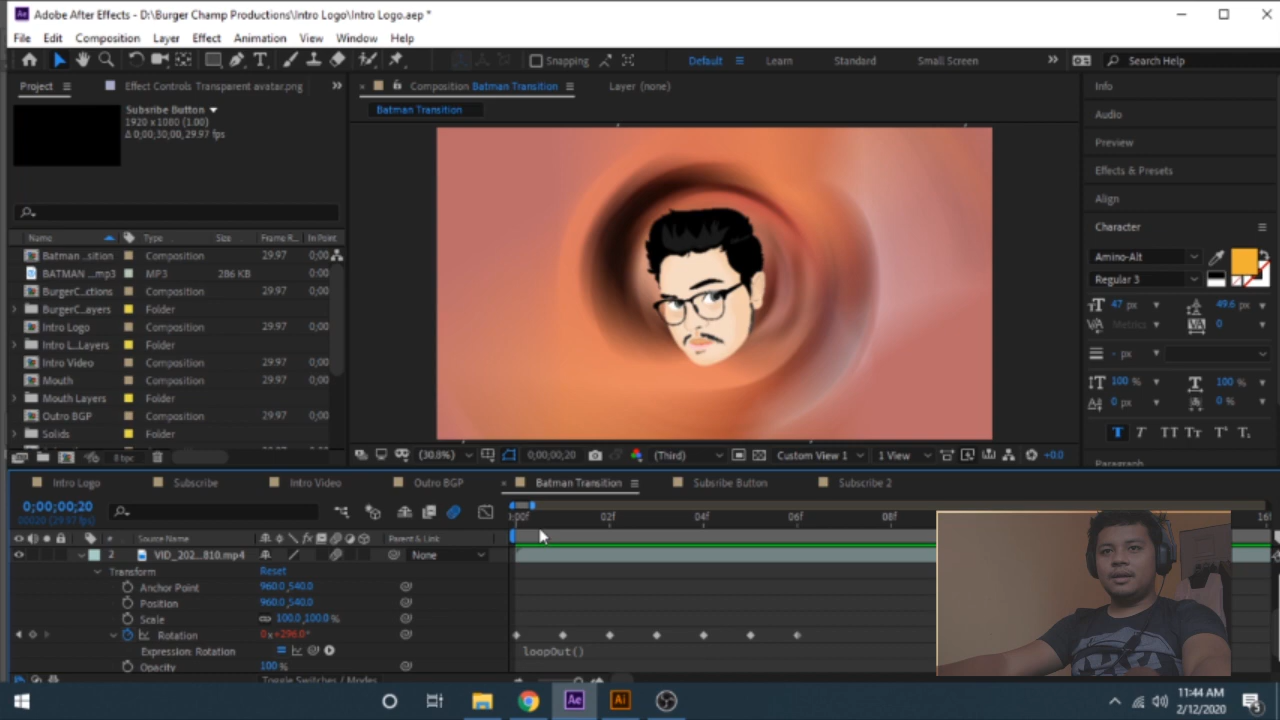 Adobe After Effects - D:\Burger Champ Productions\Intro Logo\Intro Logo.aep *
File Edit Composition Layer Effect Animation View Window Help
Snapping Default Learn Standard Small Screen Search Help
Project Effect Controls Transparent avatar.png
Composition Batman Transition Layer (none)
Batman Transition
Subsribe Button
1920 x 1080 (1.00)
Δ 0;00;30;00, 29.97 fps
Name Type Size Frame R... In Point
Batman ...sition Composition 29.97 0;00
BATMAN ...mp3 MP3 286 KB 0:00
BurgerC...ctions Composition 29.97 0;00
BurgerC...ayers Folder
Intro Logo Composition 29.97 0;00
Intro L...Layers Folder
Intro Video Composition 29.97 0;00
Mouth Composition 29.97 0;00
Mouth Layers Folder
Outro BGP Composition 29.97 0;00
Solids Folder
8 bpc
(30.8%) 0;00;00;20 (Third) Custom View 1 1 View +0.0
Info
Audio
Preview
Effects & Presets
Align
Character
Amino-Alt
Regular 3
47 px 49.6 px
Metrics 0
- px
100 % 100 %
0 px 0 %
T T TT Tт T¹ T₁
Paragraph
Intro Logo Subscribe Intro Video Outro BGP Batman Transition Subsribe Button Subscribe 2
0;00;00;20
00020 (29.97 fps)
:00f 02f 04f 06f 08f 16f
# Source Name fx Parent & Link
2 VID_202...810.mp4 None
Transform Reset
Anchor Point 960.0,540.0
Position 960.0,540.0
Scale 100.0,100.0%
Rotation 0x+296.0°
Expression: Rotation loopOut()
Opacity 100%
Toggle Switches / Modes
Ae Ai
11:44 AM
2/12/2020